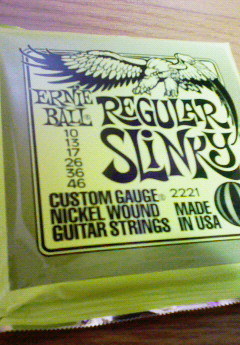 ERNIE BALL®
REGULAR SLINKY
10
13
17
26
36
46
CUSTOM GAUGE® 2221
NICKEL WOUND MADE
GUITAR STRINGS IN USA